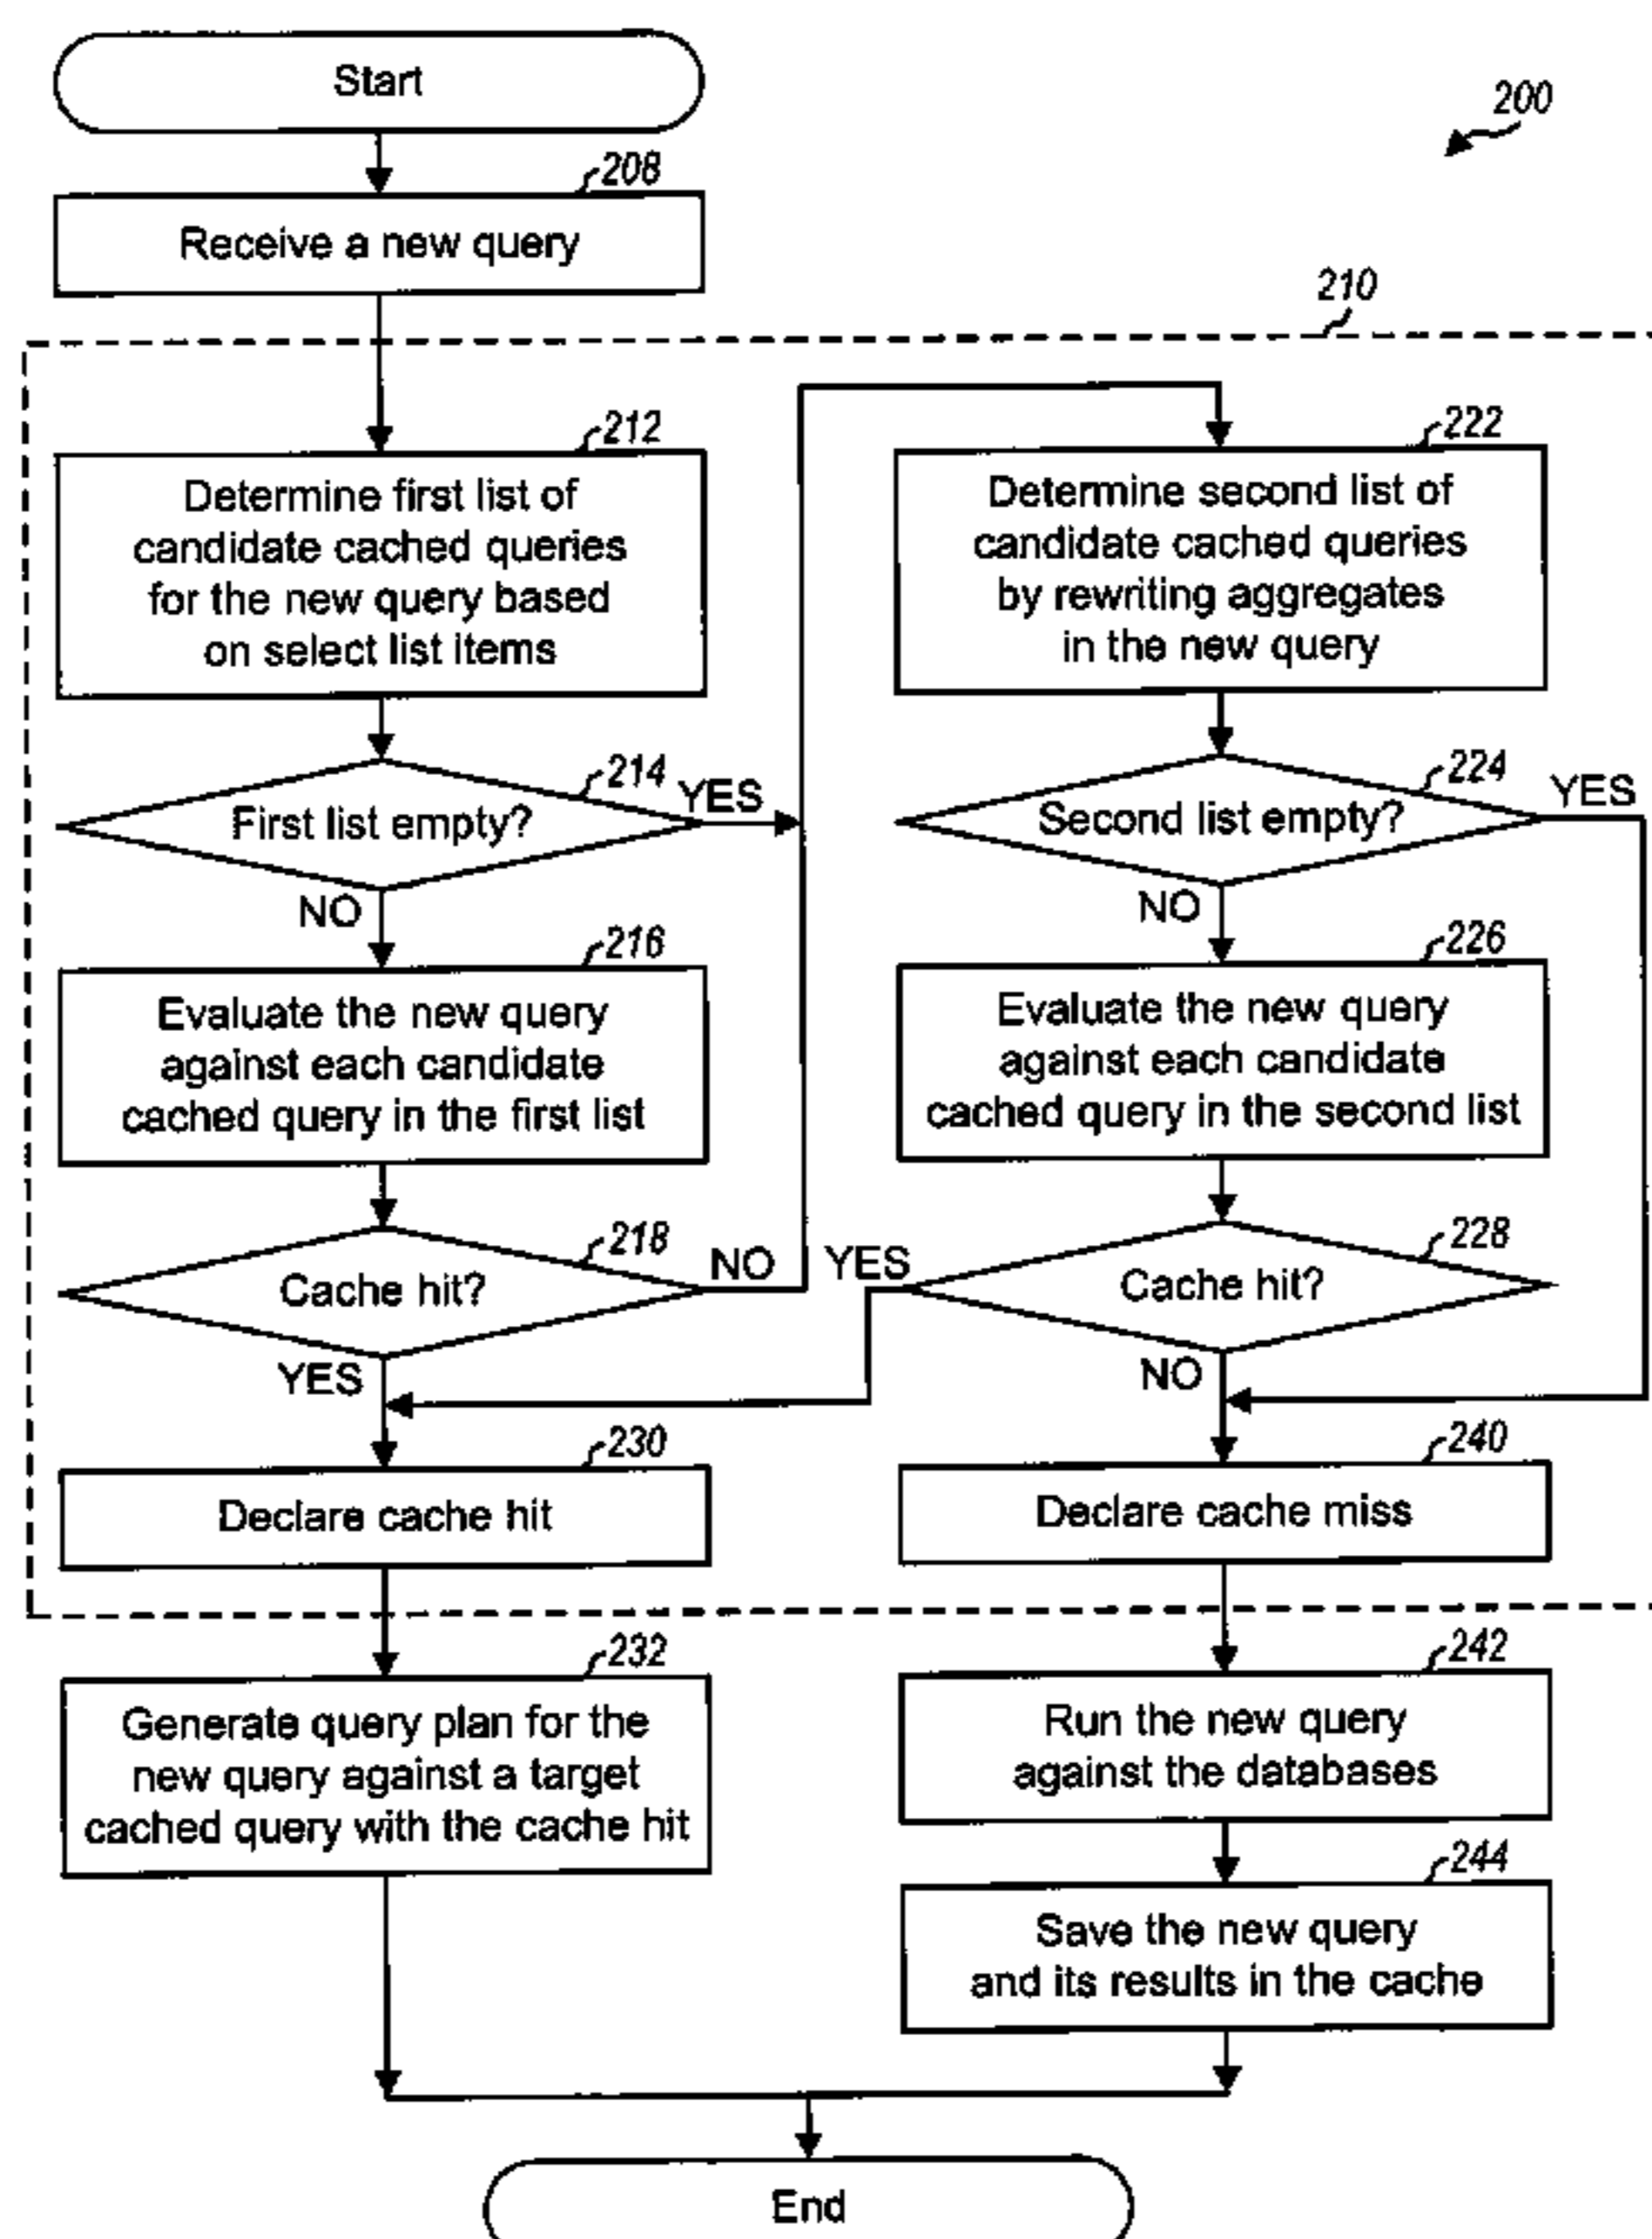 Start
200
208
Receive a new query
210
212
Determine first list of
candidate cached queries
for the new query based
on select list items
222
Determine second list of
candidate cached queries
by rewriting aggregates
in the new query
214
First list empty?
YES
NO
224
Second list empty?
YES
NO
216
Evaluate the new query
against each candidate
cached query in the first list
226
Evaluate the new query
against each candidate
cached query in the second list
218
Cache hit?
NO
YES
228
YES
Cache hit?
NO
230
Declare cache hit
240
Declare cache miss
232
Generate query plan for the
new query against a target
cached query with the cache hit
242
Run the new query
against the databases
244
Save the new query
and its results in the cache
End